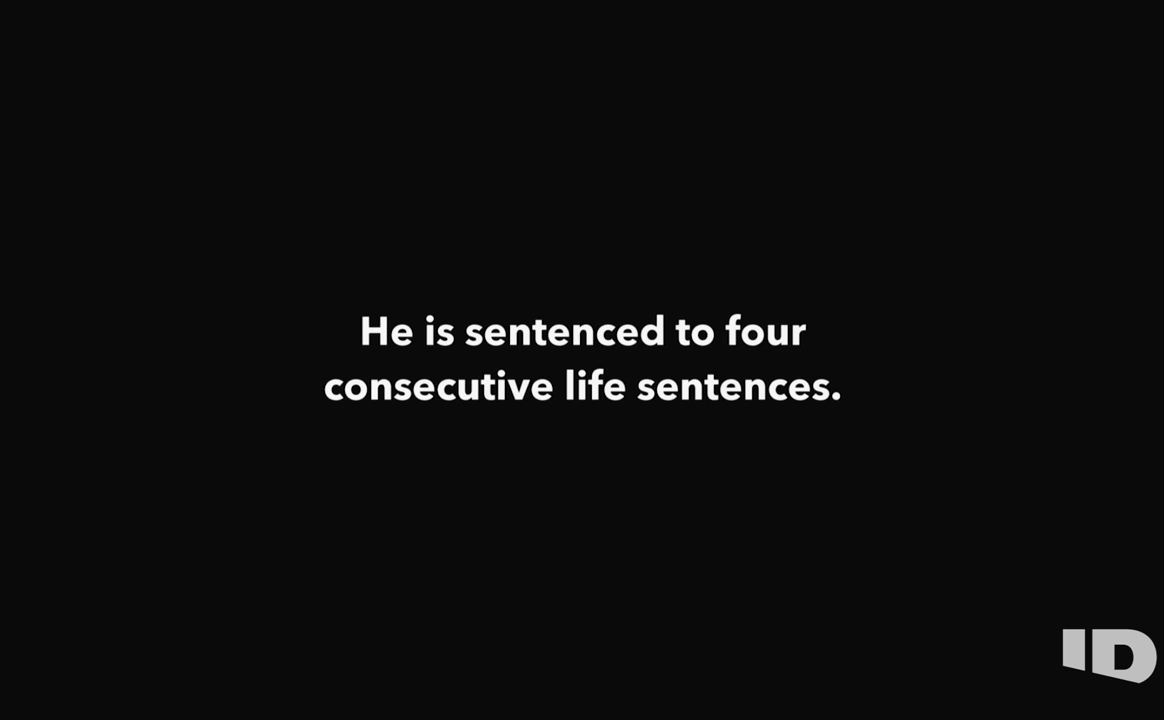 He is sentenced to four
consecutive life sentences.
ID